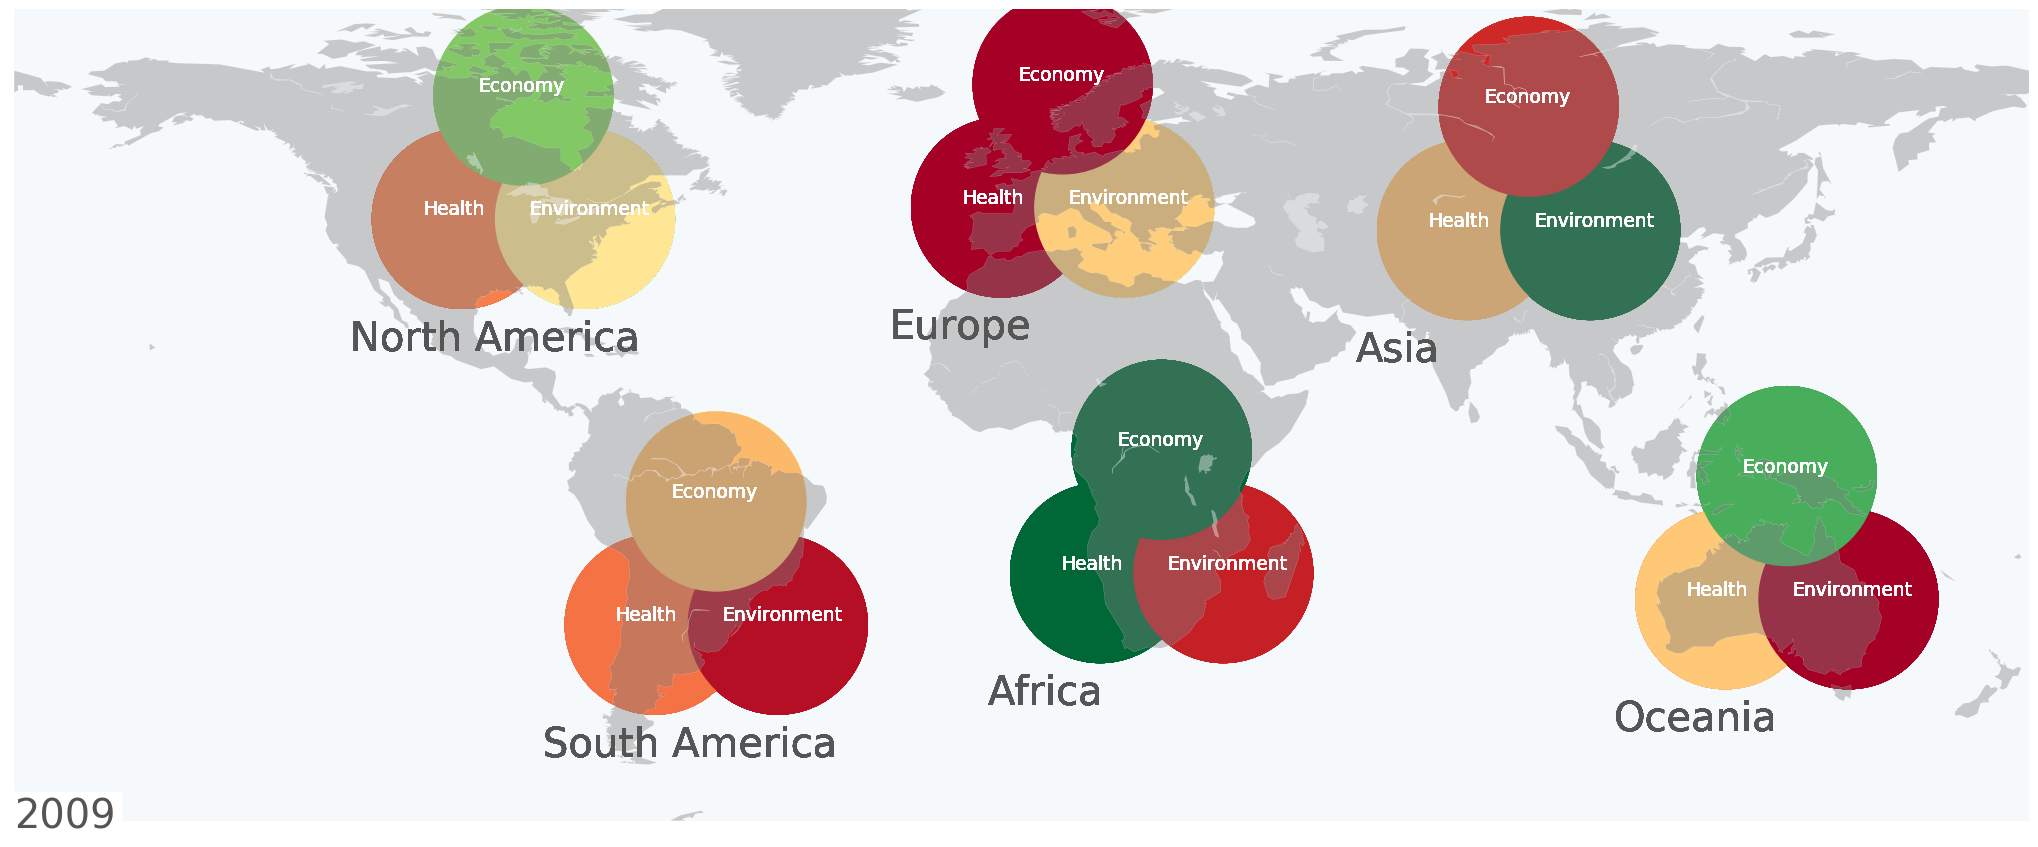 Economy
Health
Environment
North America
Economy
Health
Environment
Europe
Economy
Health
Environment
Asia
Economy
Health
Environment
South America
Economy
Health
Environment
Africa
Economy
Health
Environment
Oceania
2009